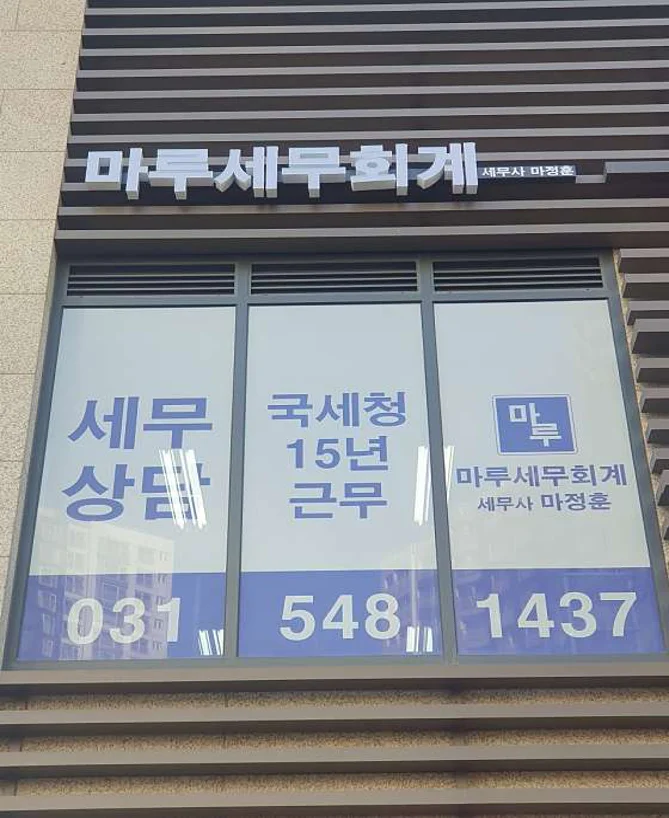 마루세무회계 세무사 마정훈
세무
상담
031
국세청
15년
근무
548
마루
마루세무회계
세무사 마정훈
1437